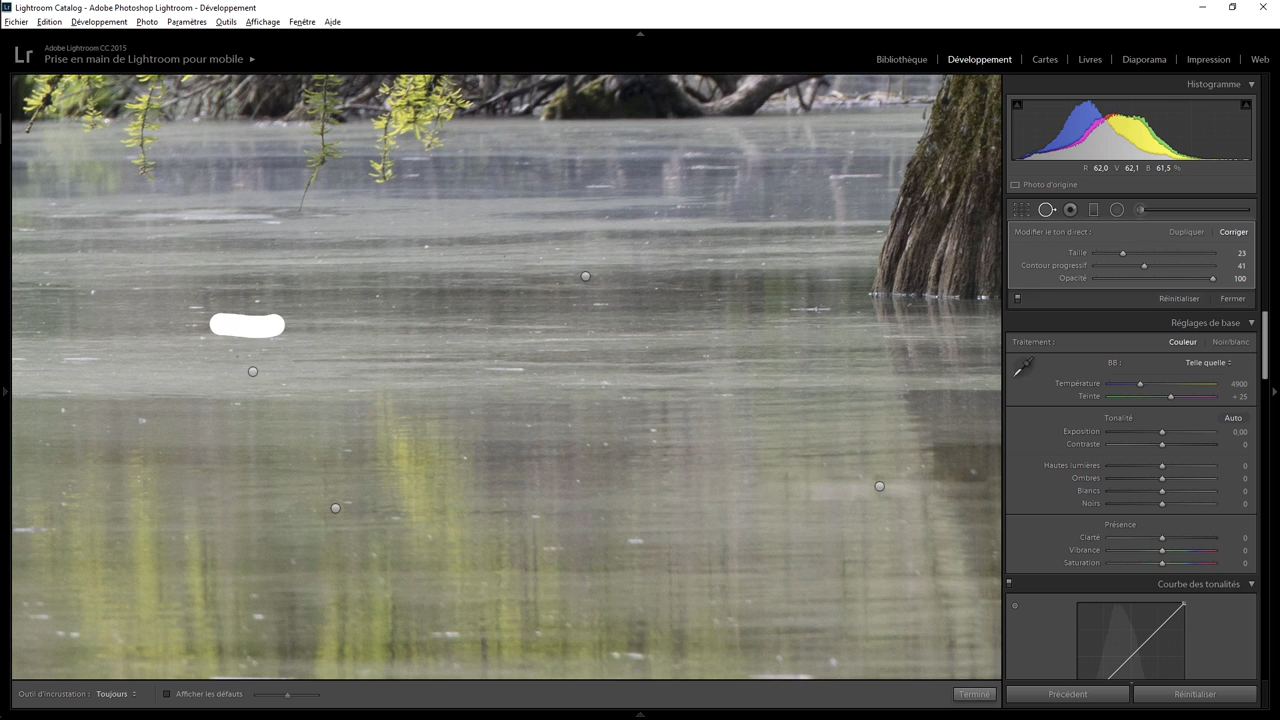 Lr Lightroom Catalog - Adobe Photoshop Lightroom - Développement
Fichier Edition Développement Photo Paramètres Outils Affichage Fenêtre Aide
Lr
Adobe Lightroom CC 2015
Prise en main de Lightroom pour mobile
Bibliothèque | Développement | Cartes | Livres | Diaporama | Impression | Web
Histogramme
R 62,0 V 62,1 B 61,5 %
Photo d'origine
Modifier le ton direct : Dupliquer Corriger
Taille 23
Contour progressif 41
Opacité 100
Réinitialiser Fermer
Réglages de base
Traitement : Couleur Noir/blanc
BB : Telle quelle
Température 4900
Teinte + 25
Tonalité Auto
Exposition 0,00
Contraste 0
Hautes lumières 0
Ombres 0
Blancs 0
Noirs 0
Présence
Clarté 0
Vibrance 0
Saturation 0
Courbe des tonalités
Outil d'incrustation : Toujours
Afficher les défauts
Terminé
Précédent
Réinitialiser